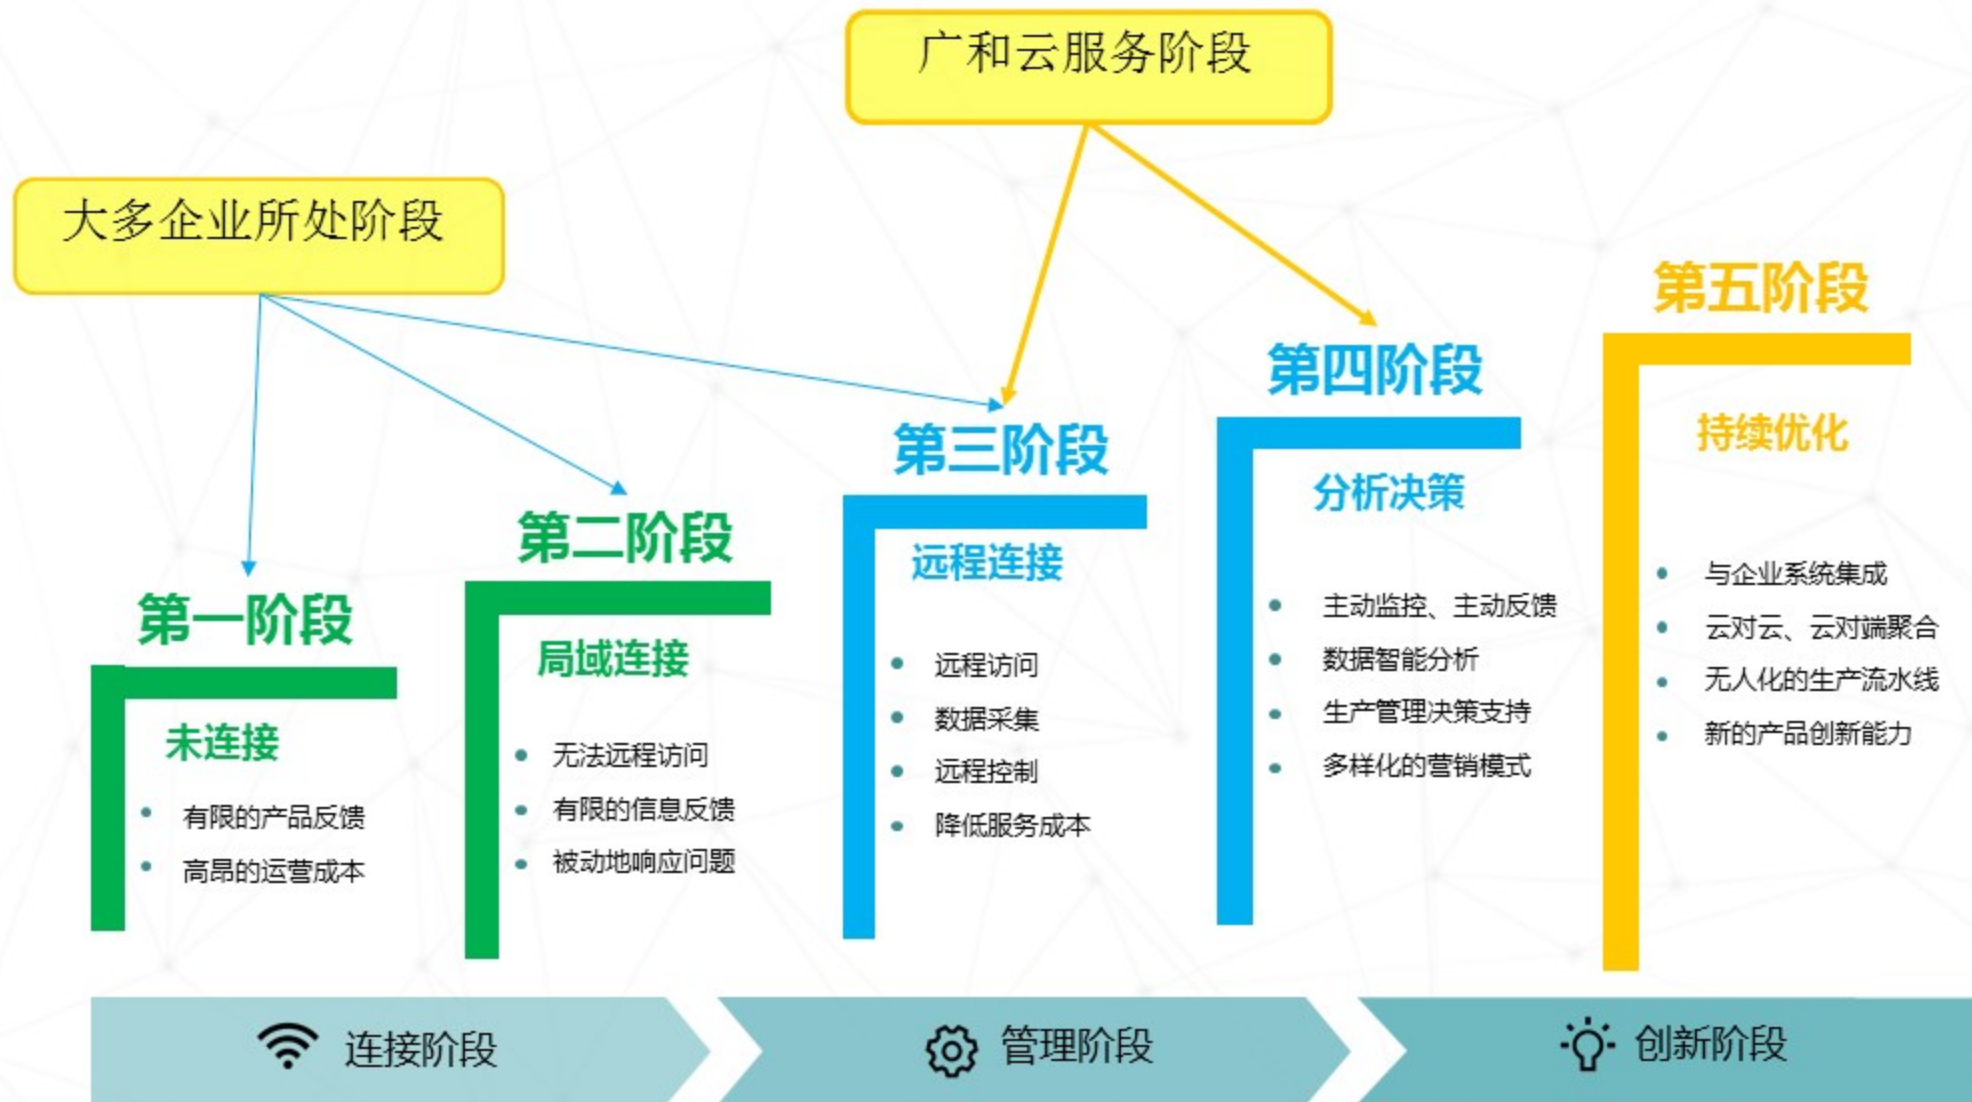 广和云服务阶段
大多企业所处阶段
第一阶段
未连接
有限的产品反馈
高昂的运营成本
第二阶段
局域连接
无法远程访问
有限的信息反馈
被动地响应问题
第三阶段
远程连接
远程访问
数据采集
远程控制
降低服务成本
第四阶段
分析决策
主动监控、主动反馈
数据智能分析
生产管理决策支持
多样化的营销模式
第五阶段
持续优化
与企业系统集成
云对云、云对端聚合
无人化的生产流水线
新的产品创新能力
连接阶段
管理阶段
创新阶段